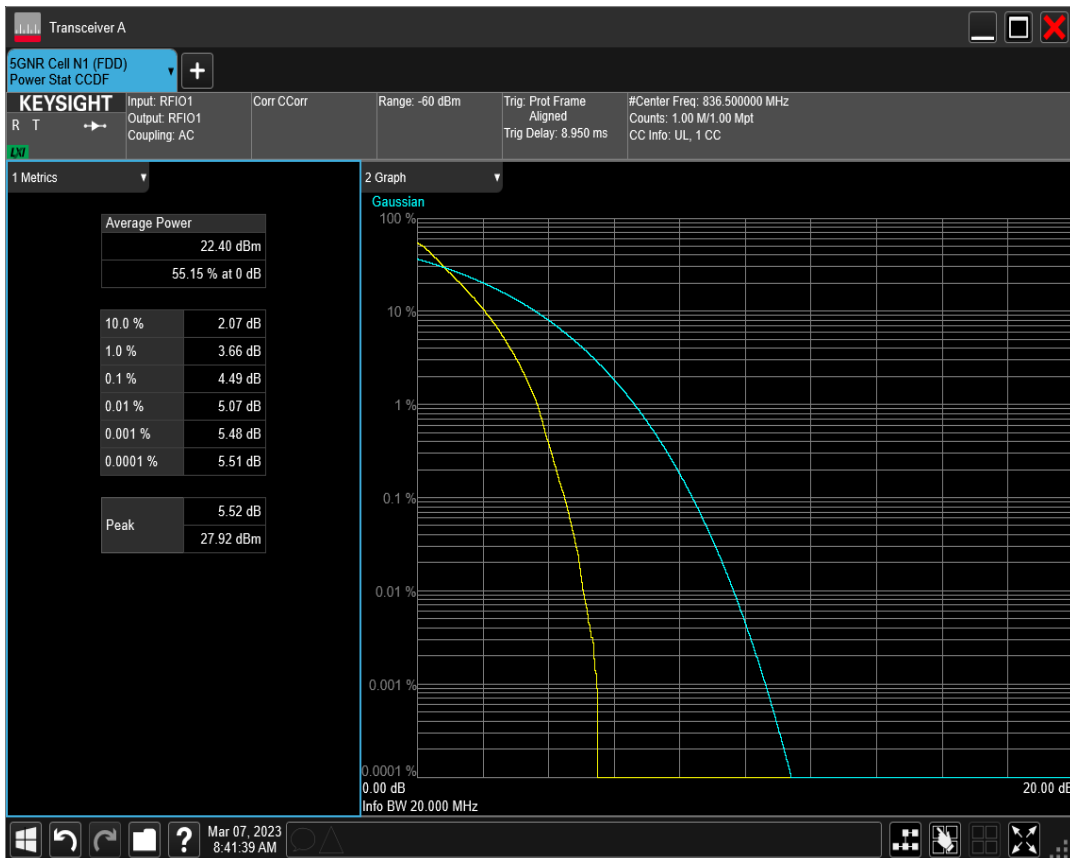 Transceiver A
5GNR Cell N1 (FDD)
Power Stat CCDF
+
KEYSIGHT
R T
LXI
Input: RFIO1
Output: RFIO1
Coupling: AC
Corr CCorr
Range: -60 dBm
Trig: Prot Frame
Aligned
Trig Delay: 8.950 ms
#Center Freq: 836.500000 MHz
Counts: 1.00 M/1.00 Mpt
CC Info: UL, 1 CC
1 Metrics
Average Power
22.40 dBm
55.15 % at 0 dB
10.0 % 2.07 dB
1.0 % 3.66 dB
0.1 % 4.49 dB
0.01 % 5.07 dB
0.001 % 5.48 dB
0.0001 % 5.51 dB
Peak
5.52 dB
27.92 dBm
2 Graph
Gaussian
100 %
10 %
1 %
0.1 %
0.01 %
0.001 %
0.0001 %
0.00 dB 20.00 dB
Info BW 20.000 MHz
?
Mar 07, 2023
8:41:39 AM